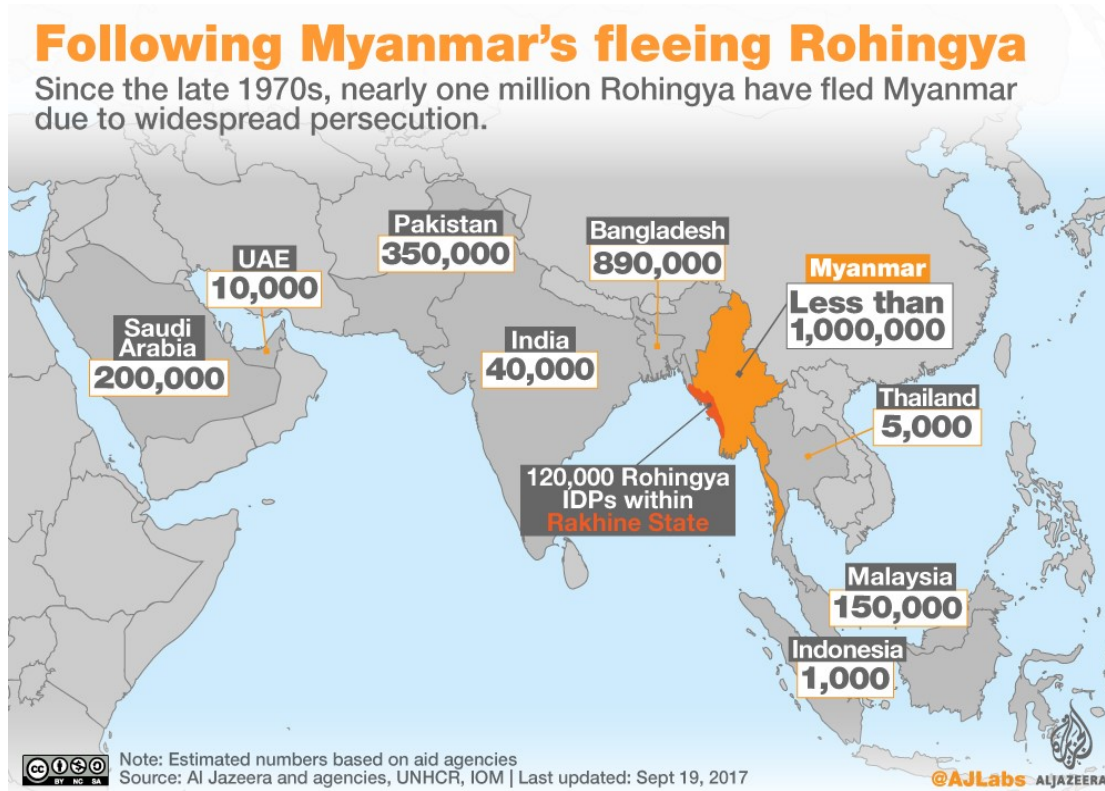 Following Myanmar's fleeing Rohingya
Since the late 1970s, nearly one million Rohingya have fled Myanmar
due to widespread persecution.
Pakistan
350,000
Bangladesh
890,000
UAE
10,000
Myanmar
Less than
1,000,000
Saudi
Arabia
200,000
India
40,000
Thailand
5,000
120,000 Rohingya
IDPs within
Rakhine State
Malaysia
150,000
Indonesia
1,000
cc BY NC SA
Note: Estimated numbers based on aid agencies
Source: Al Jazeera and agencies, UNHCR, IOM | Last updated: Sept 19, 2017
@AJLabs ALJAZEERA